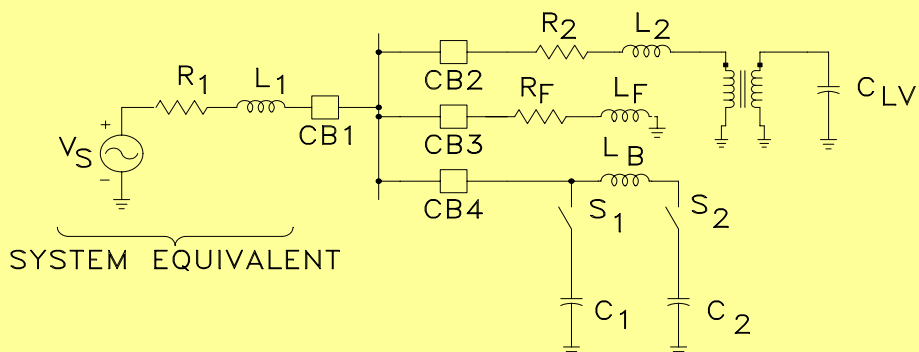 R2
L2
R1
L1
CB1
CB2
CLV
RF
LF
+
VS
-
CB3
LB
CB4
S1
S2
SYSTEM EQUIVALENT
C1
C2